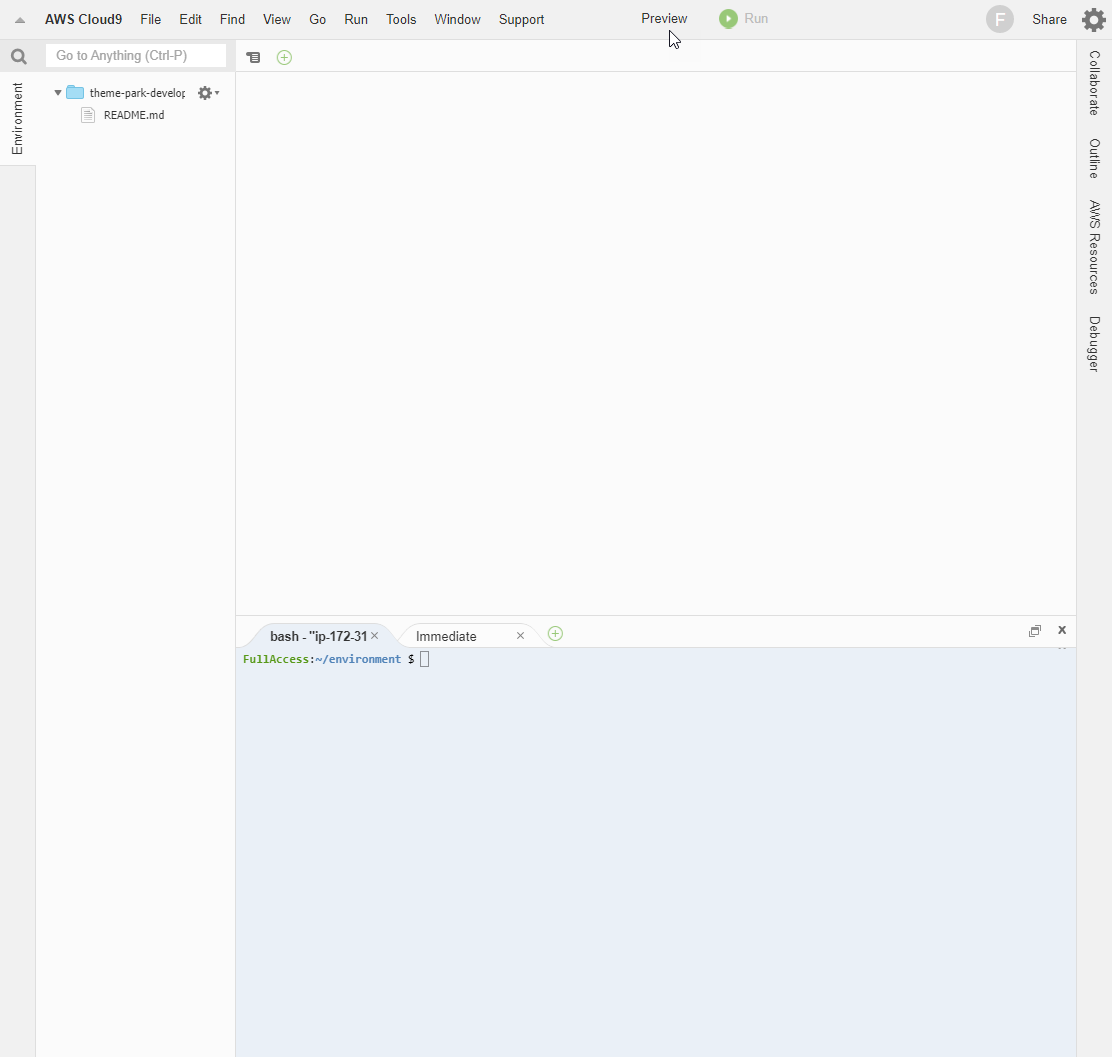 AWS Cloud9 File Edit Find View Go Run Tools Window Support Preview Run F Share
Go to Anything (Ctrl-P)
Environment
theme-park-develop
README.md
Collaborate
Outline
AWS Resources
Debugger
bash - "ip-172-31 Immediate
FullAccess:~/environment $